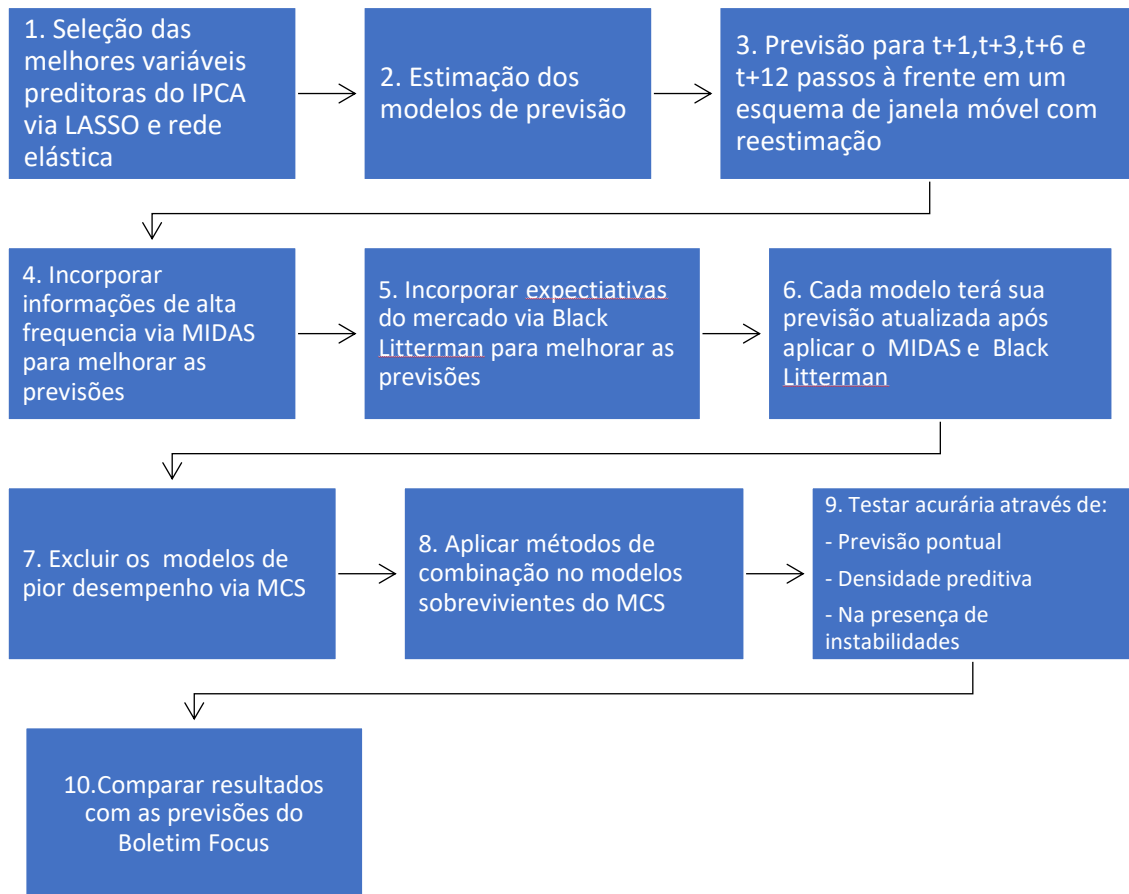 1. Seleção das
melhores variáveis
preditoras do IPCA
via LASSO e rede
elástica
2. Estimação dos
modelos de previsão
3. Previsão para t+1,t+3,t+6 e
t+12 passos à frente em um
esquema de janela móvel com
reestimação
4. Incorporar
informações de alta
frequencia via MIDAS
para melhorar as
previsões
5. Incorporar expectiativas
do mercado via Black
Litterman para melhorar as
previsões
6. Cada modelo terá sua
previsão atualizada após
aplicar o MIDAS e Black
Litterman
7. Excluir os modelos de
pior desempenho via MCS
8. Aplicar métodos de
combinação no modelos
sobrevivientes do MCS
9. Testar acurária através de:
- Previsão pontual
- Densidade preditiva
- Na presença de
instabilidades
10.Comparar resultados
com as previsões do
Boletim Focus